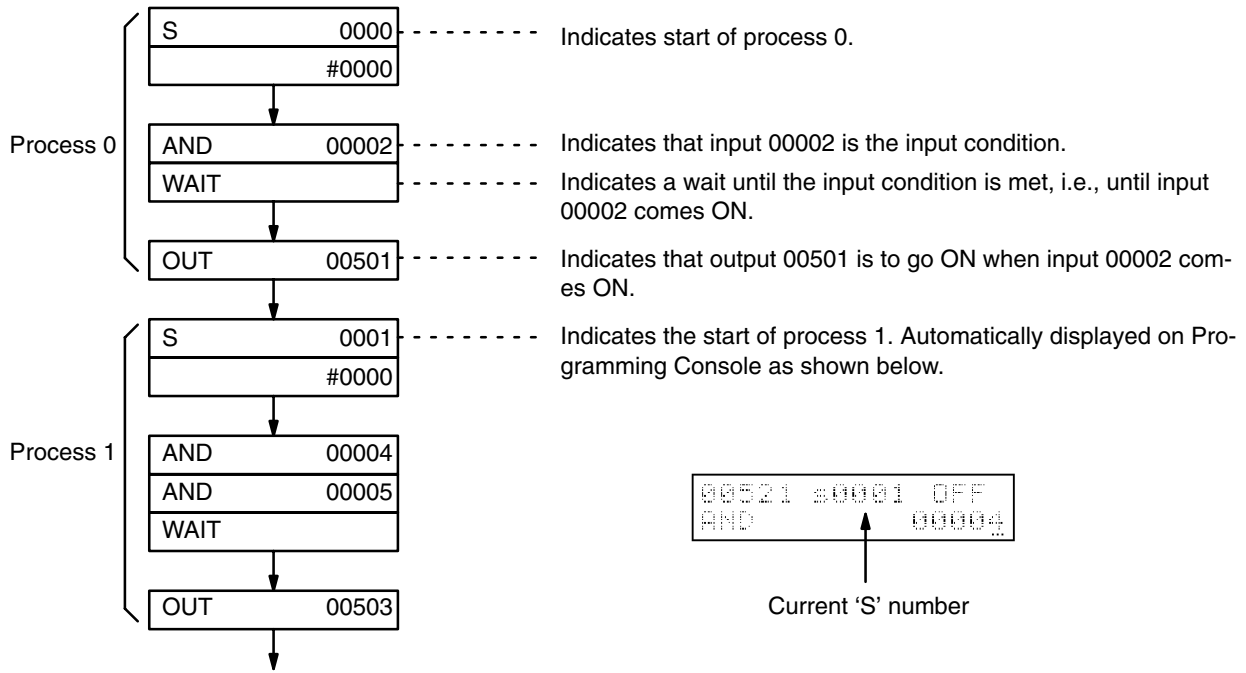 S 0000
Indicates start of process 0.
#0000
Process 0
AND 00002
Indicates that input 00002 is the input condition.
WAIT
Indicates a wait until the input condition is met, i.e., until input
00002 comes ON.
OUT 00501
Indicates that output 00501 is to go ON when input 00002 com-
es ON.
S 0001
Indicates the start of process 1. Automatically displayed on Pro-
gramming Console as shown below.
#0000
Process 1
AND 00004
AND 00005
WAIT
OUT 00503
00521 s0001 OFF
AND 00004
Current ‘S’ number